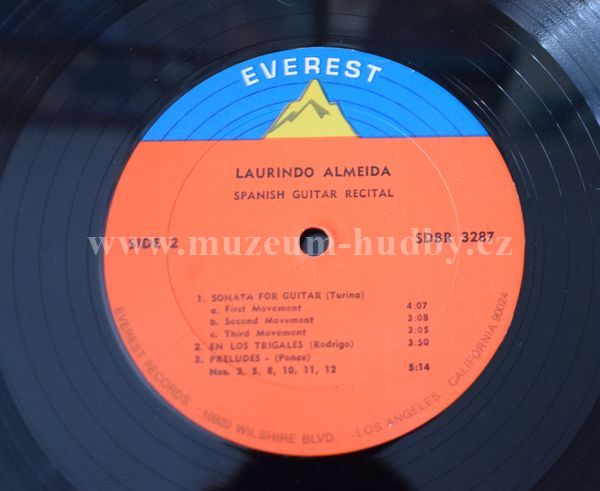 EVEREST
LAURINDO ALMEIDA
SPANISH GUITAR RECITAL
www.muzeum-hudby.cz
SIDE 2 SDBR 3287
1. SONATA FOR GUITAR (Turina)
a. First Movement 4:07
b. Second Movement 3:08
c. Third Movement 3:05
2. EN LOS TRIGALES (Rodrigo) 3:50
3. PRELUDES - (Ponce)
Nos. 2, 5, 8, 10, 11, 12 5:14
EVEREST RECORDS · 10920 WILSHIRE BLVD. · LOS ANGELES, CALIFORNIA 90024